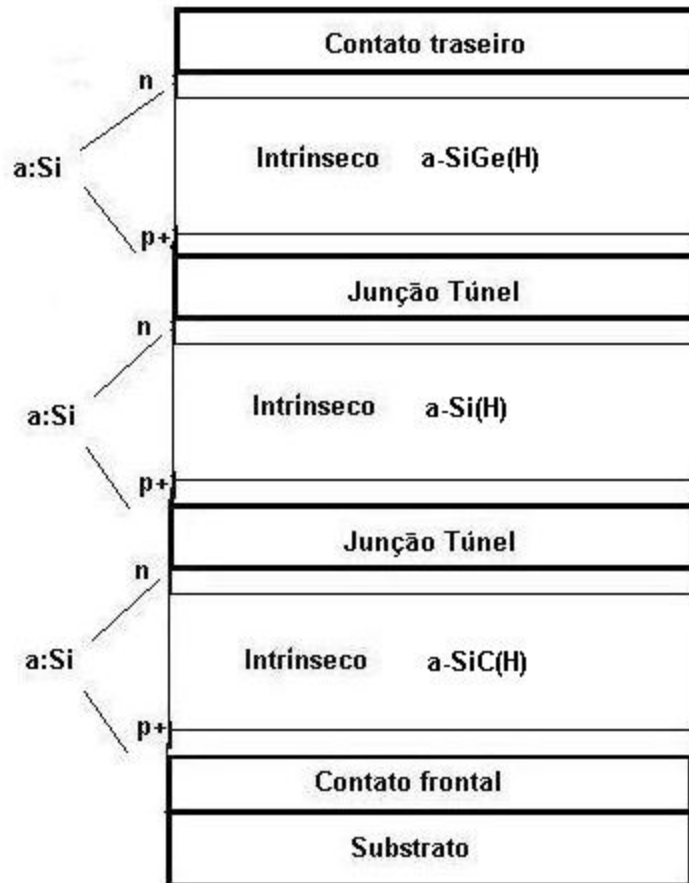 Contato traseiro
n
Intrínseco a-SiGe(H)
a:Si
p+
Junção Túnel
n
Intrínseco a-Si(H)
a:Si
p+
Junção Túnel
n
Intrínseco a-SiC(H)
a:Si
p+
Contato frontal
Substrato